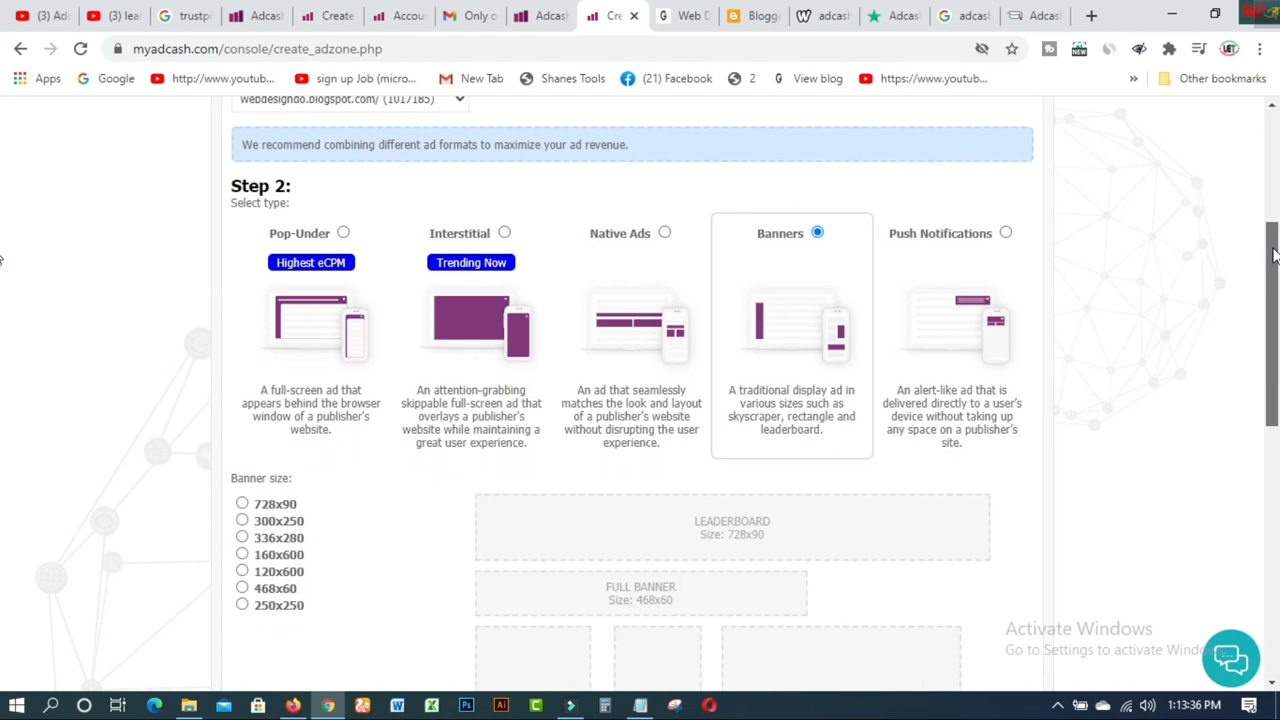 (3) Ad
(3) lea
trustpi
Adcas
Create
Accou
Only o
Adcas
Cre
Web D
Blogge
adcash
Adcas
adcas
Adcas
myadcash.com/console/create_adzone.php
Apps
Google
http://www.youtub...
sign up Job (micro...
New Tab
Shanes Tools
(21) Facebook
2
View blog
https://www.youtub...
»
Other bookmarks
webdesigndo.blogspot.com/ (1017185)
We recommend combining different ad formats to maximize your ad revenue.
Step 2:
Select type:
Pop-Under
Highest eCPM
A full-screen ad that
appears behind the browser
window of a publisher's
website.
Interstitial
Trending Now
An attention-grabbing
skippable full-screen ad that
overlays a publisher's
website while maintaining a
great user experience.
Native Ads
An ad that seamlessly
matches the look and layout
of a publisher's website
without disrupting the user
experience.
Banners
A traditional display ad in
various sizes such as
skyscraper, rectangle and
leaderboard.
Push Notifications
An alert-like ad that is
delivered directly to a user's
device without taking up
any space on a publisher's
site.
Banner size:
728x90
300x250
336x280
160x600
120x600
468x60
250x250
LEADERBOARD
Size: 728x90
FULL BANNER
Size: 468x60
Activate Windows
Go to Settings to activate Windows.
1:13:36 PM